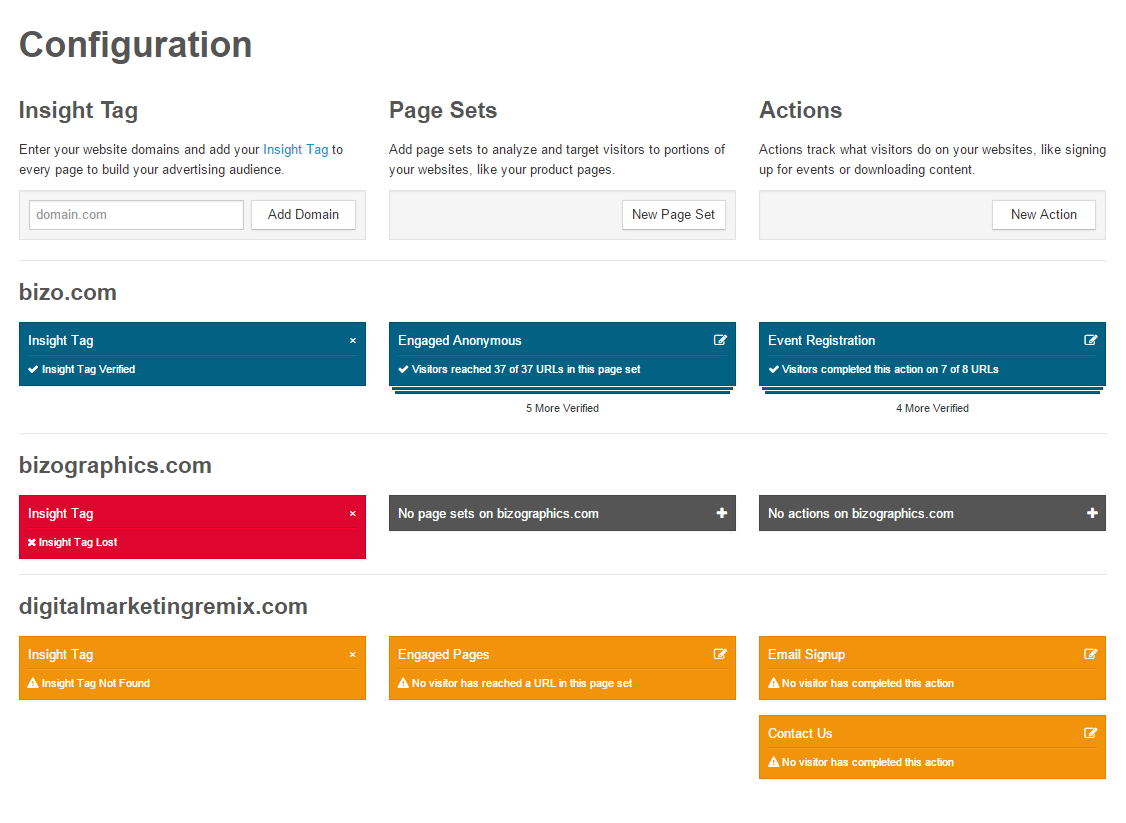 Configuration
Insight Tag
Enter your website domains and add your Insight Tag to
every page to build your advertising audience.
domain.com
Add Domain
Page Sets
Add page sets to analyze and target visitors to portions of
your websites, like your product pages.
New Page Set
Actions
Actions track what visitors do on your websites, like signing
up for events or downloading content.
New Action
bizo.com
Insight Tag
Insight Tag Verified
Engaged Anonymous
Visitors reached 37 of 37 URLs in this page set
5 More Verified
Event Registration
Visitors completed this action on 7 of 8 URLs
4 More Verified
bizographics.com
Insight Tag
Insight Tag Lost
No page sets on bizographics.com
No actions on bizographics.com
digitalmarketingremix.com
Insight Tag
Insight Tag Not Found
Engaged Pages
No visitor has reached a URL in this page set
Email Signup
No visitor has completed this action
Contact Us
No visitor has completed this action